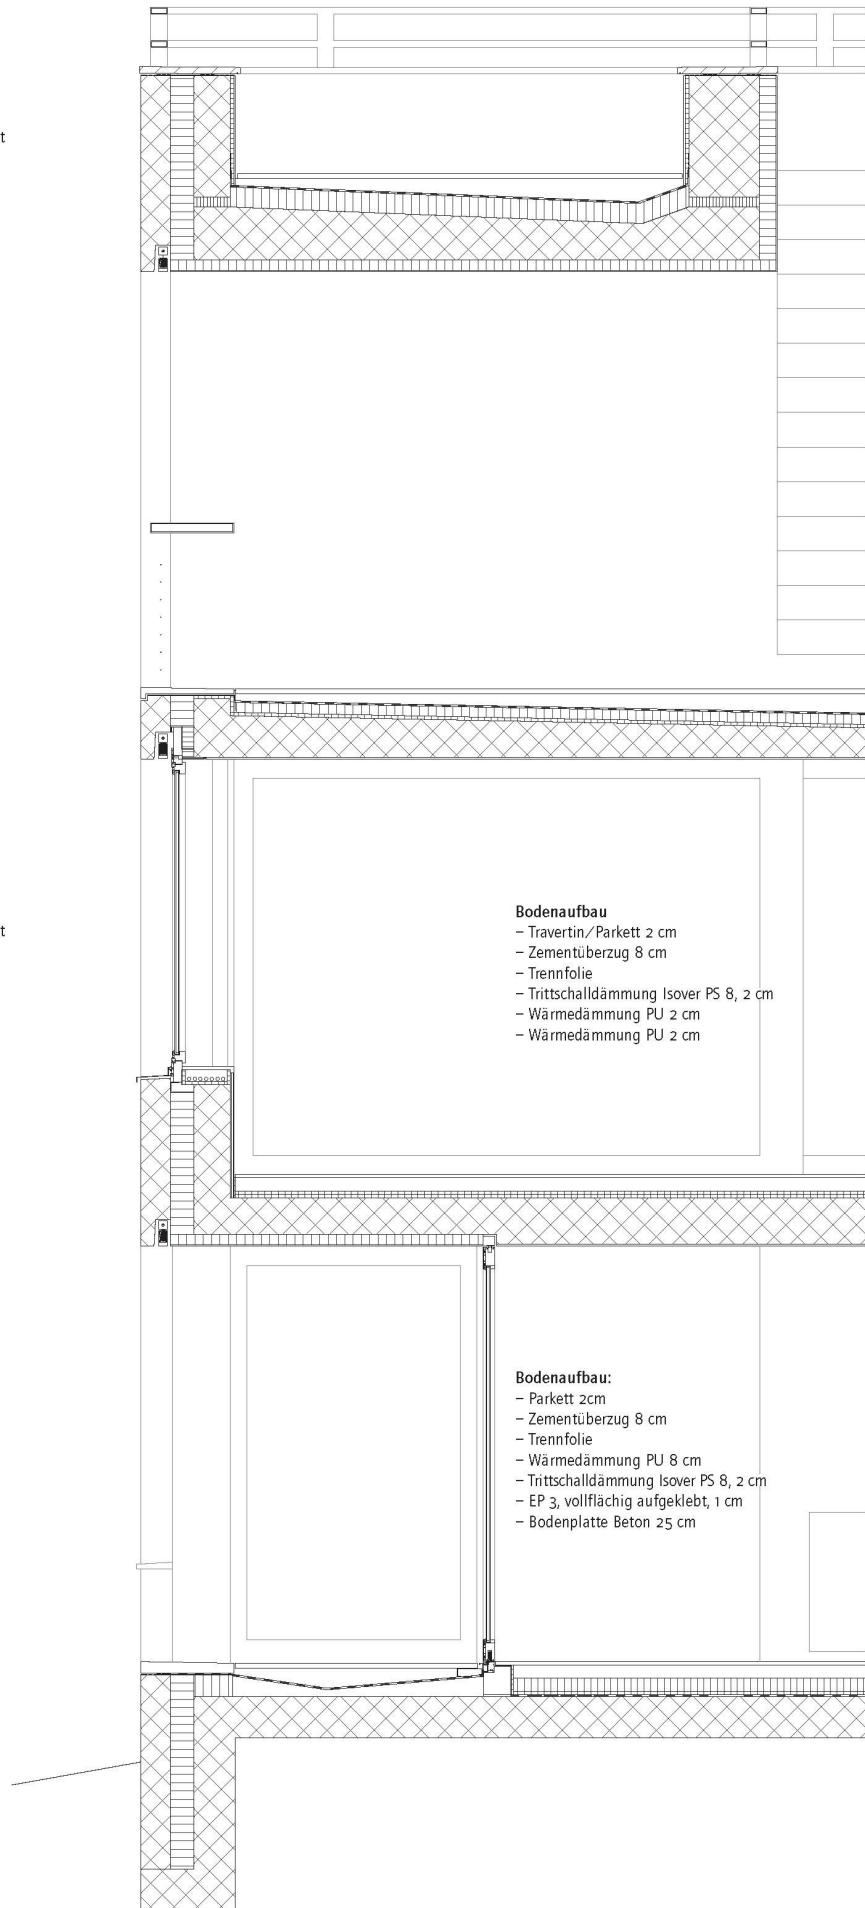 t
t
Bodenaufbau
– Travertin/Parkett 2 cm
– Zementüberzug 8 cm
– Trennfolie
– Trittschalldämmung Isover PS 8, 2 cm
– Wärmedämmung PU 2 cm
– Wärmedämmung PU 2 cm
Bodenaufbau:
– Parkett 2cm
– Zementüberzug 8 cm
– Trennfolie
– Wärmedämmung PU 8 cm
– Trittschalldämmung Isover PS 8, 2 cm
– EP 3, vollflächig aufgeklebt, 1 cm
– Bodenplatte Beton 25 cm